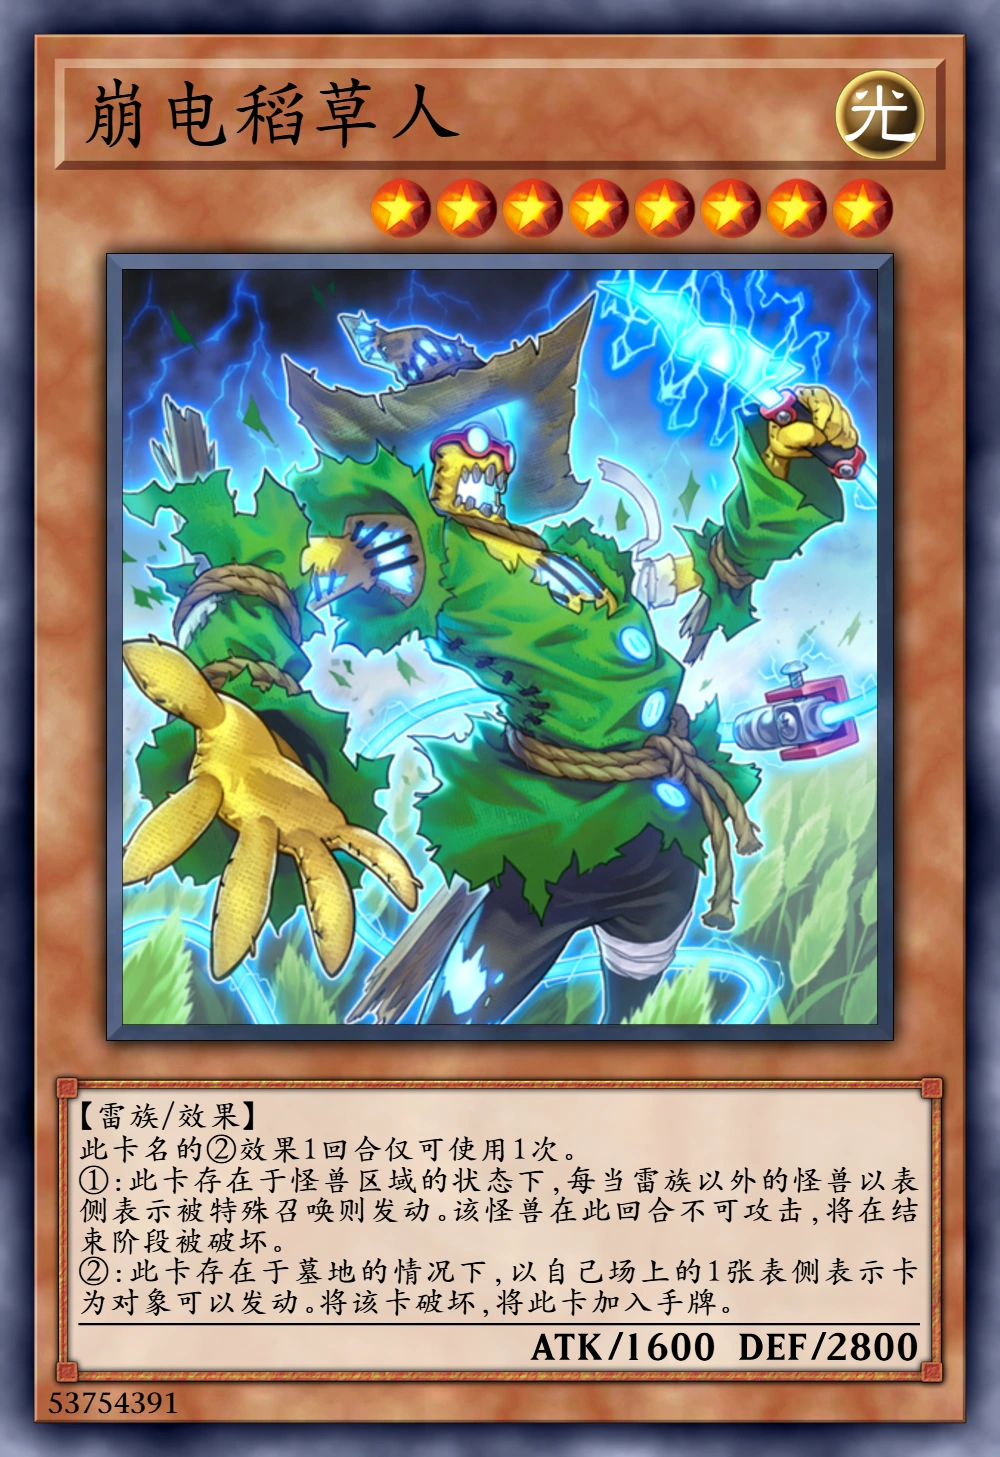 崩电稻草人
光
【雷族/效果】
此卡名的②效果1回合仅可使用1次。
①:此卡存在于怪兽区域的状态下,每当雷族以外的怪兽以表
侧表示被特殊召唤则发动。该怪兽在此回合不可攻击,将在结
束阶段被破坏。
②:此卡存在于墓地的情况下,以自己场上的1张表侧表示卡
为对象可以发动。将该卡破坏,将此卡加入手牌。
ATK/1600 DEF/2800
53754391